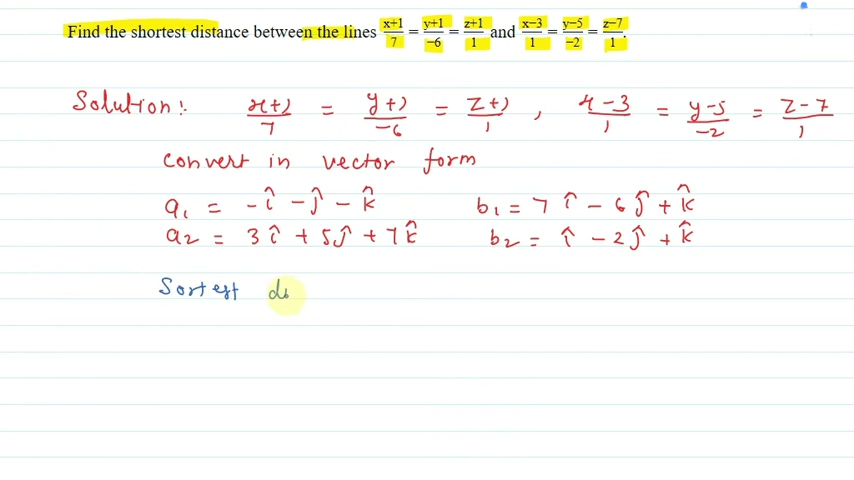 Find the shortest distance between the lines x+1/7 = y+1/−6 = z+1/1 and x−3/1 = y−5/−2 = z−7/1.
Solution: x+1/7 = y+1/−6 = z+1/1 , x−3/1 = y−5/−2 = z−7/1
Convert in vector form
a₁ = −î − ĵ − k̂ b₁ = 7î − 6ĵ + k̂
a₂ = 3î + 5ĵ + 7k̂ b₂ = î − 2ĵ + k̂
Sortest di